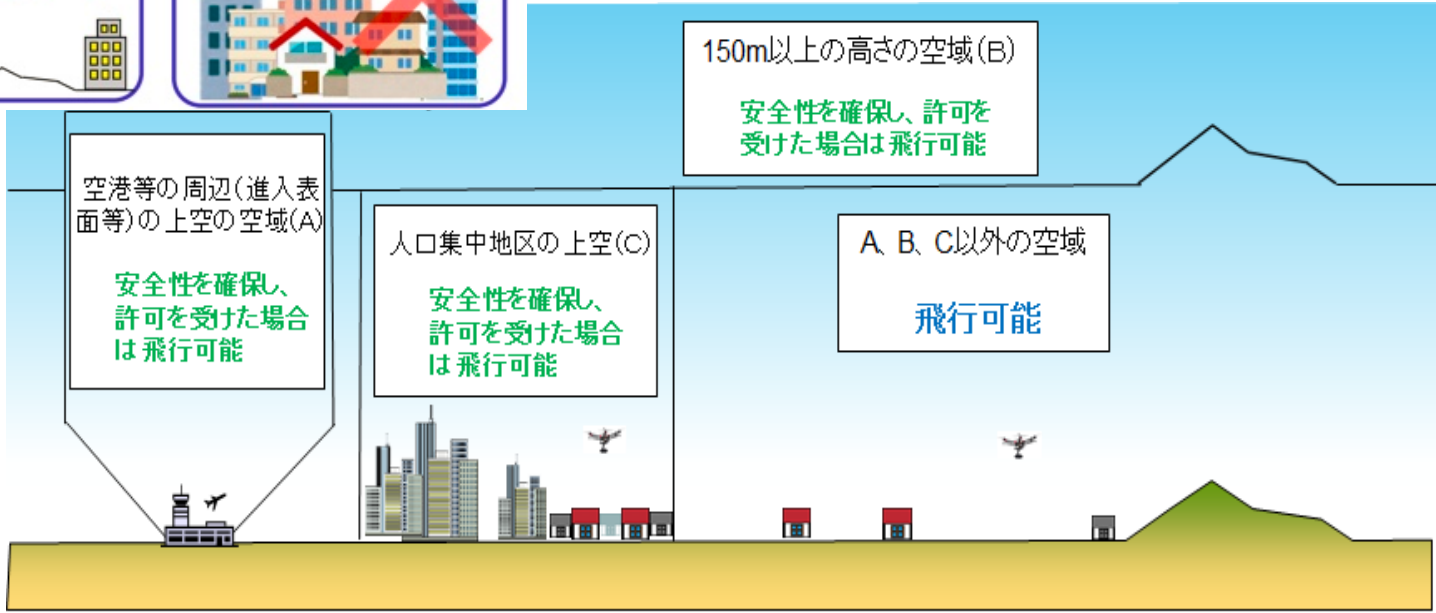 150m以上の高さの空域(B)
安全性を確保し、許可を
受けた場合は飛行可能
空港等の周辺(進入表
面等)の上空の空域(A)
安全性を確保し、
許可を受けた場合
は飛行可能
人口集中地区の上空(C)
安全性を確保し、
許可を受けた場合
は飛行可能
A、B、C以外の空域
飛行可能